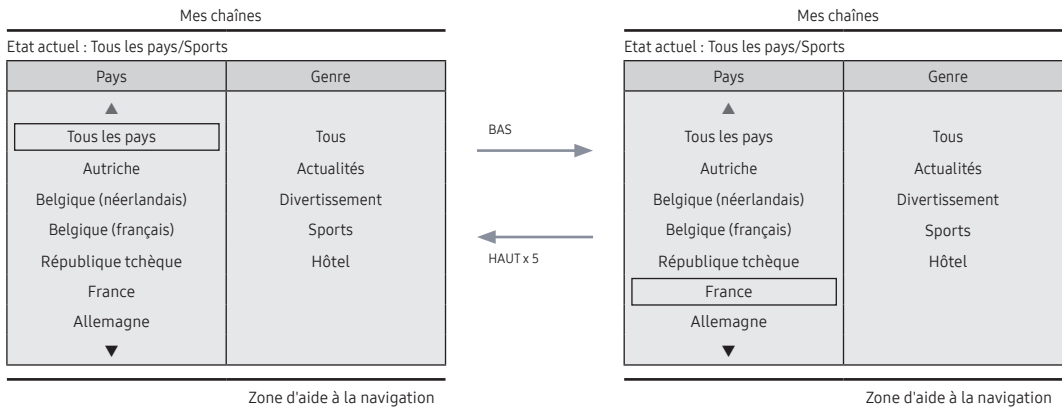 Mes chaînes
Etat actuel : Tous les pays/Sports
Pays Genre
▲
Tous les pays Tous
Autriche Actualités
Belgique (néerlandais) Divertissement
Belgique (français) Sports
République tchèque Hôtel
France
Allemagne
▼
Zone d'aide à la navigation
BAS
HAUT x 5
Mes chaînes
Etat actuel : Tous les pays/Sports
Pays Genre
▲
Tous les pays Tous
Autriche Actualités
Belgique (néerlandais) Divertissement
Belgique (français) Sports
République tchèque Hôtel
France
Allemagne
▼
Zone d'aide à la navigation